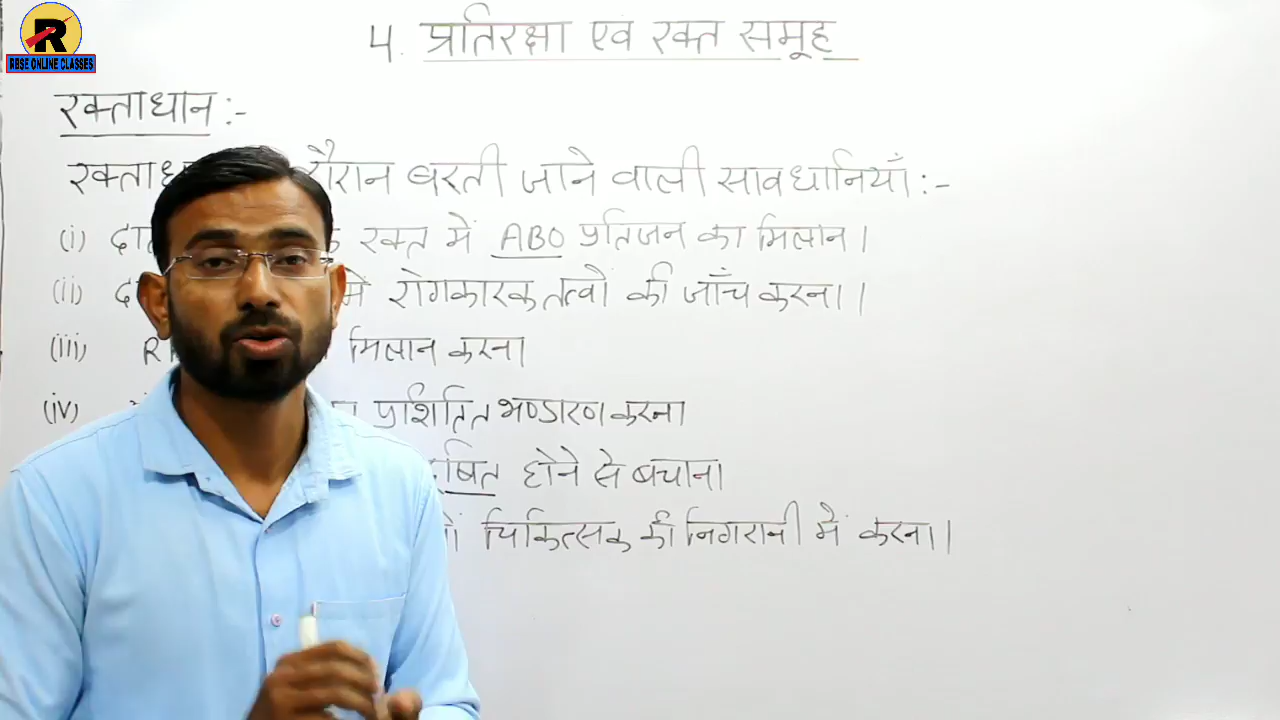 R
RBSE ONLINE CLASSES
4. प्रतिरक्षा एवं रक्त समूह
रक्ताधान :-
बरती जाने वाली सावधानियाँ :-
(i) रक्त में ABO प्रतिजन का मिलान।
(ii) में रोगकारक तत्वों की जाँच करना।
(iii) मिलान करना
(iv) प्रशितित भण्डारण करना
होने से बचाना
चिकित्सक की निगरानी में करना।